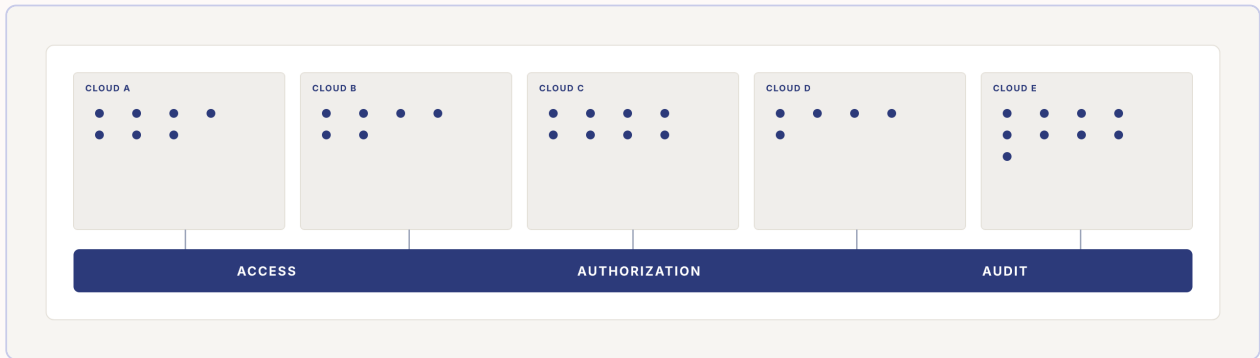 CLOUD A
CLOUD B
CLOUD C
CLOUD D
CLOUD E
ACCESS
AUTHORIZATION
AUDIT